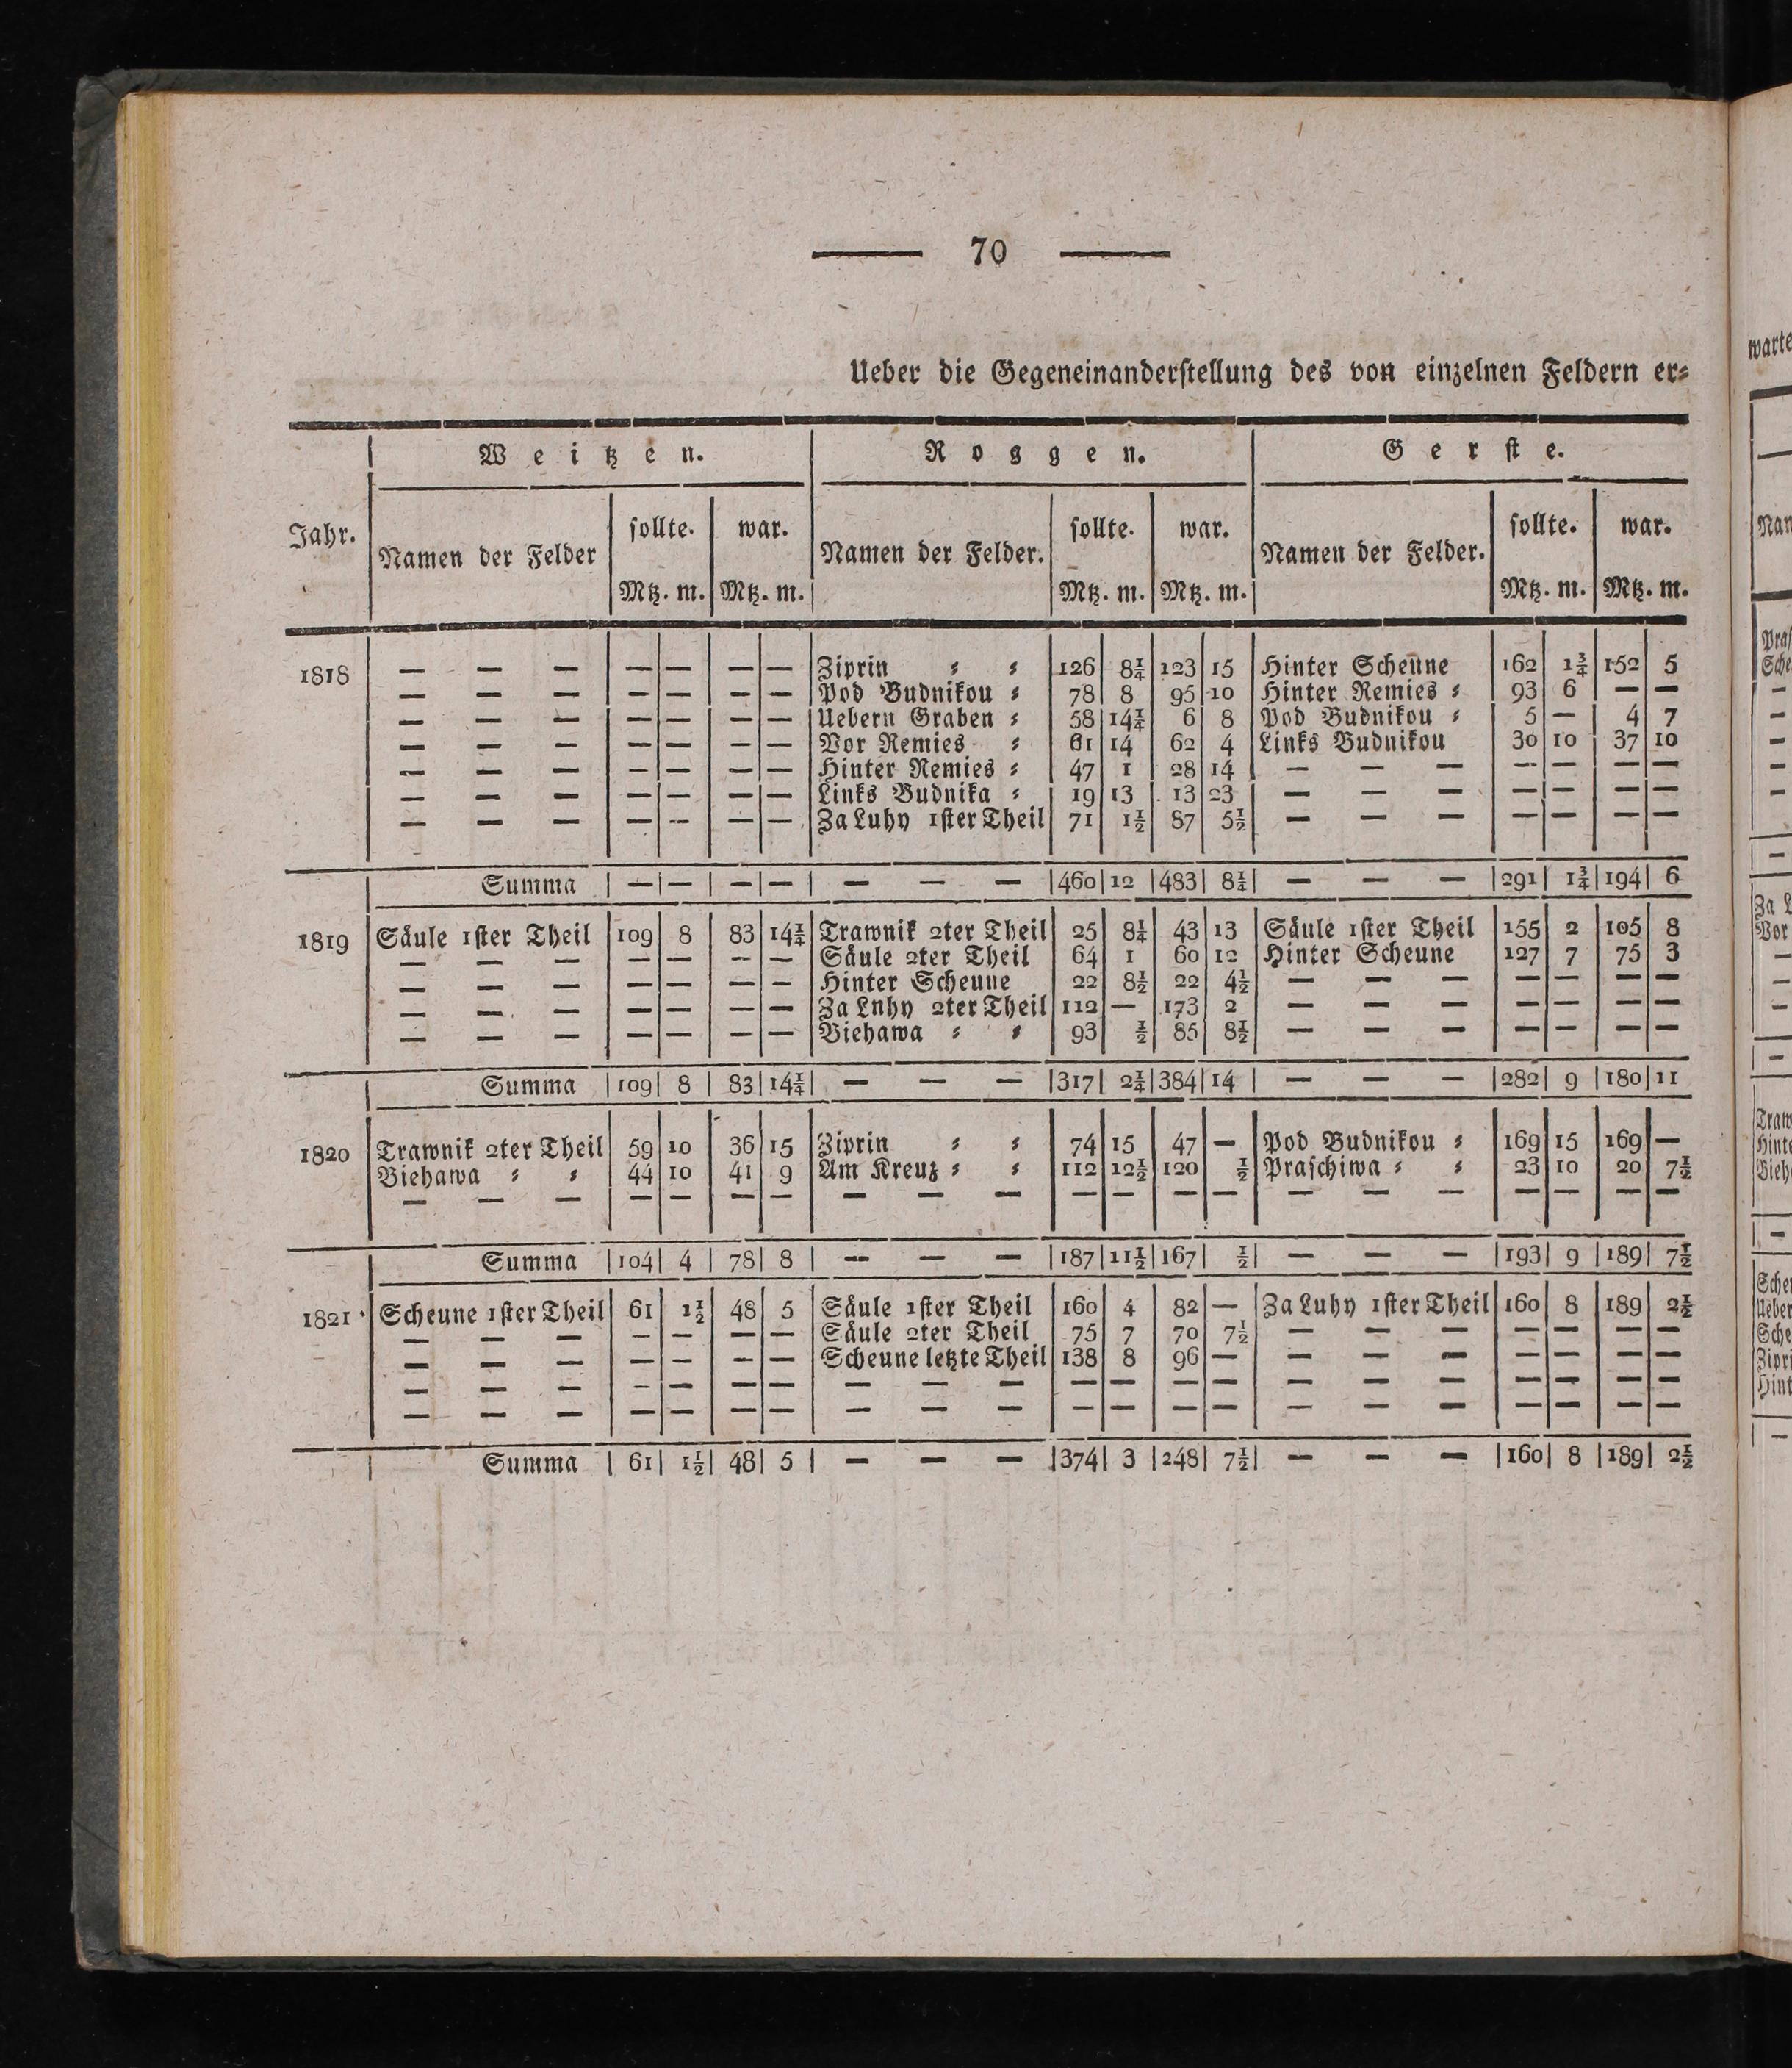 70
Ueber die Gegeneinanderstellung des von einzelnen Feldern er⸗
Jahr. | Weitzen. | Roggen. | Gerste.
Namen der Felder | sollte. | war. | Namen der Felder. | sollte. | war. | Namen der Felder. | sollte. | war.
Mtz. m. | Mtz. m. | Mtz. m. | Mtz. m. | Mtz. m. | Mtz. m.
1818 | — — — | — | — | — | — | Ziprin ⸗ ⸗ | 126 | 8¼ | 123 | 15 | Hinter Scheune | 162 | 1¾ | 152 | 5
— — — | — | — | — | — | Pod Budnikou ⸗ | 78 | 8 | 95 | 10 | Hinter Remies ⸗ | 93 | 6 | — | —
— — — | — | — | — | — | Uebern Graben ⸗ | 58 | 14¼ | 6 | 8 | Pod Budnikou ⸗ | 5 | — | 4 | 7
— — — | — | — | — | — | Vor Remies ⸗ | 61 | 14 | 62 | 4 | Links Budnikou | 30 | 10 | 37 | 10
— — — | — | — | — | — | Hinter Remies ⸗ | 47 | 1 | 28 | 14 | — — — | — | — | — | —
— — — | — | — | — | — | Links Budnika ⸗ | 19 | 13 | 13 | 23 | — — — | — | — | — | —
— — — | — | — | — | — | Za Luhy 1ster Theil | 71 | 1½ | 87 | 5½ | — — — | — | — | — | —
Summa | — | — | — | — | — — — | 460 | 12 | 483 | 8¼ | — — — | 291 | 1¾ | 194 | 6
1819 | Säule 1ster Theil | 109 | 8 | 83 | 14¼ | Trawnik 2ter Theil | 25 | 8¼ | 43 | 13 | Säule 1ster Theil | 155 | 2 | 105 | 8
— — — | — | — | — | — | Säule 2ter Theil | 64 | 1 | 60 | 12 | Hinter Scheune | 127 | 7 | 75 | 3
— — — | — | — | — | — | Hinter Scheune | 22 | 8½ | 22 | 4½ | — — — | — | — | — | —
— — — | — | — | — | — | Za Lnhy 2ter Theil | 112 | — | 173 | 2 | — — — | — | — | — | —
— — — | — | — | — | — | Biehawa ⸗ ⸗ | 93 | ½ | 85 | 8½ | — — — | — | — | — | —
Summa | 109 | 8 | 83 | 14¼ | — — — | 317 | 2¼ | 384 | 14 | — — — | 282 | 9 | 180 | 11
1820 | Trawnik 2ter Theil | 59 | 10 | 36 | 15 | Ziprin ⸗ ⸗ | 74 | 15 | 47 | — | Pod Budnikou ⸗ | 169 | 15 | 169 | —
Biehawa ⸗ ⸗ | 44 | 10 | 41 | 9 | Am Kreuz ⸗ ⸗ | 112 | 12½ | 120 | ½ | Praschiwa ⸗ ⸗ | 23 | 10 | 20 | 7½
— — — | — | — | — | — | — — — | — | — | — | — | — — — | — | — | — | —
Summa | 104 | 4 | 78 | 8 | — — — | 187 | 11½ | 167 | ½ | — — — | 193 | 9 | 189 | 7½
1821 | Scheune 1ster Theil | 61 | 1½ | 48 | 5 | Säule 1ster Theil | 160 | 4 | 82 | — | Za Luhy 1ster Theil | 160 | 8 | 189 | 2½
— — — | — | — | — | — | Säule 2ter Theil | 75 | 7 | 70 | 7½ | — — — | — | — | — | —
— — — | — | — | — | — | Scheune letzte Theil | 138 | 8 | 96 | — | — — — | — | — | — | —
— — — | — | — | — | — | — — — | — | — | — | — | — — — | — | — | — | —
— — — | — | — | — | — | — — — | — | — | — | — | — — — | — | — | — | —
Summa | 61 | 1½ | 48 | 5 | — — — | 374 | 3 | 248 | 7½ | — — — | 160 | 8 | 189 | 2½